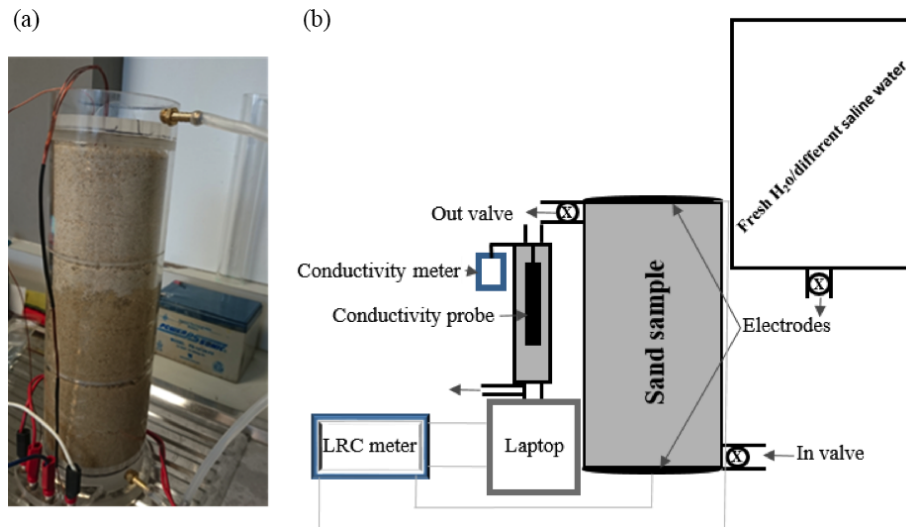 (a)
(b)
Fresh H₂o/different saline water
Out valve
Conductivity meter
Conductivity probe
Electrodes
Sand sample
LRC meter
Laptop
In valve
X
X
X